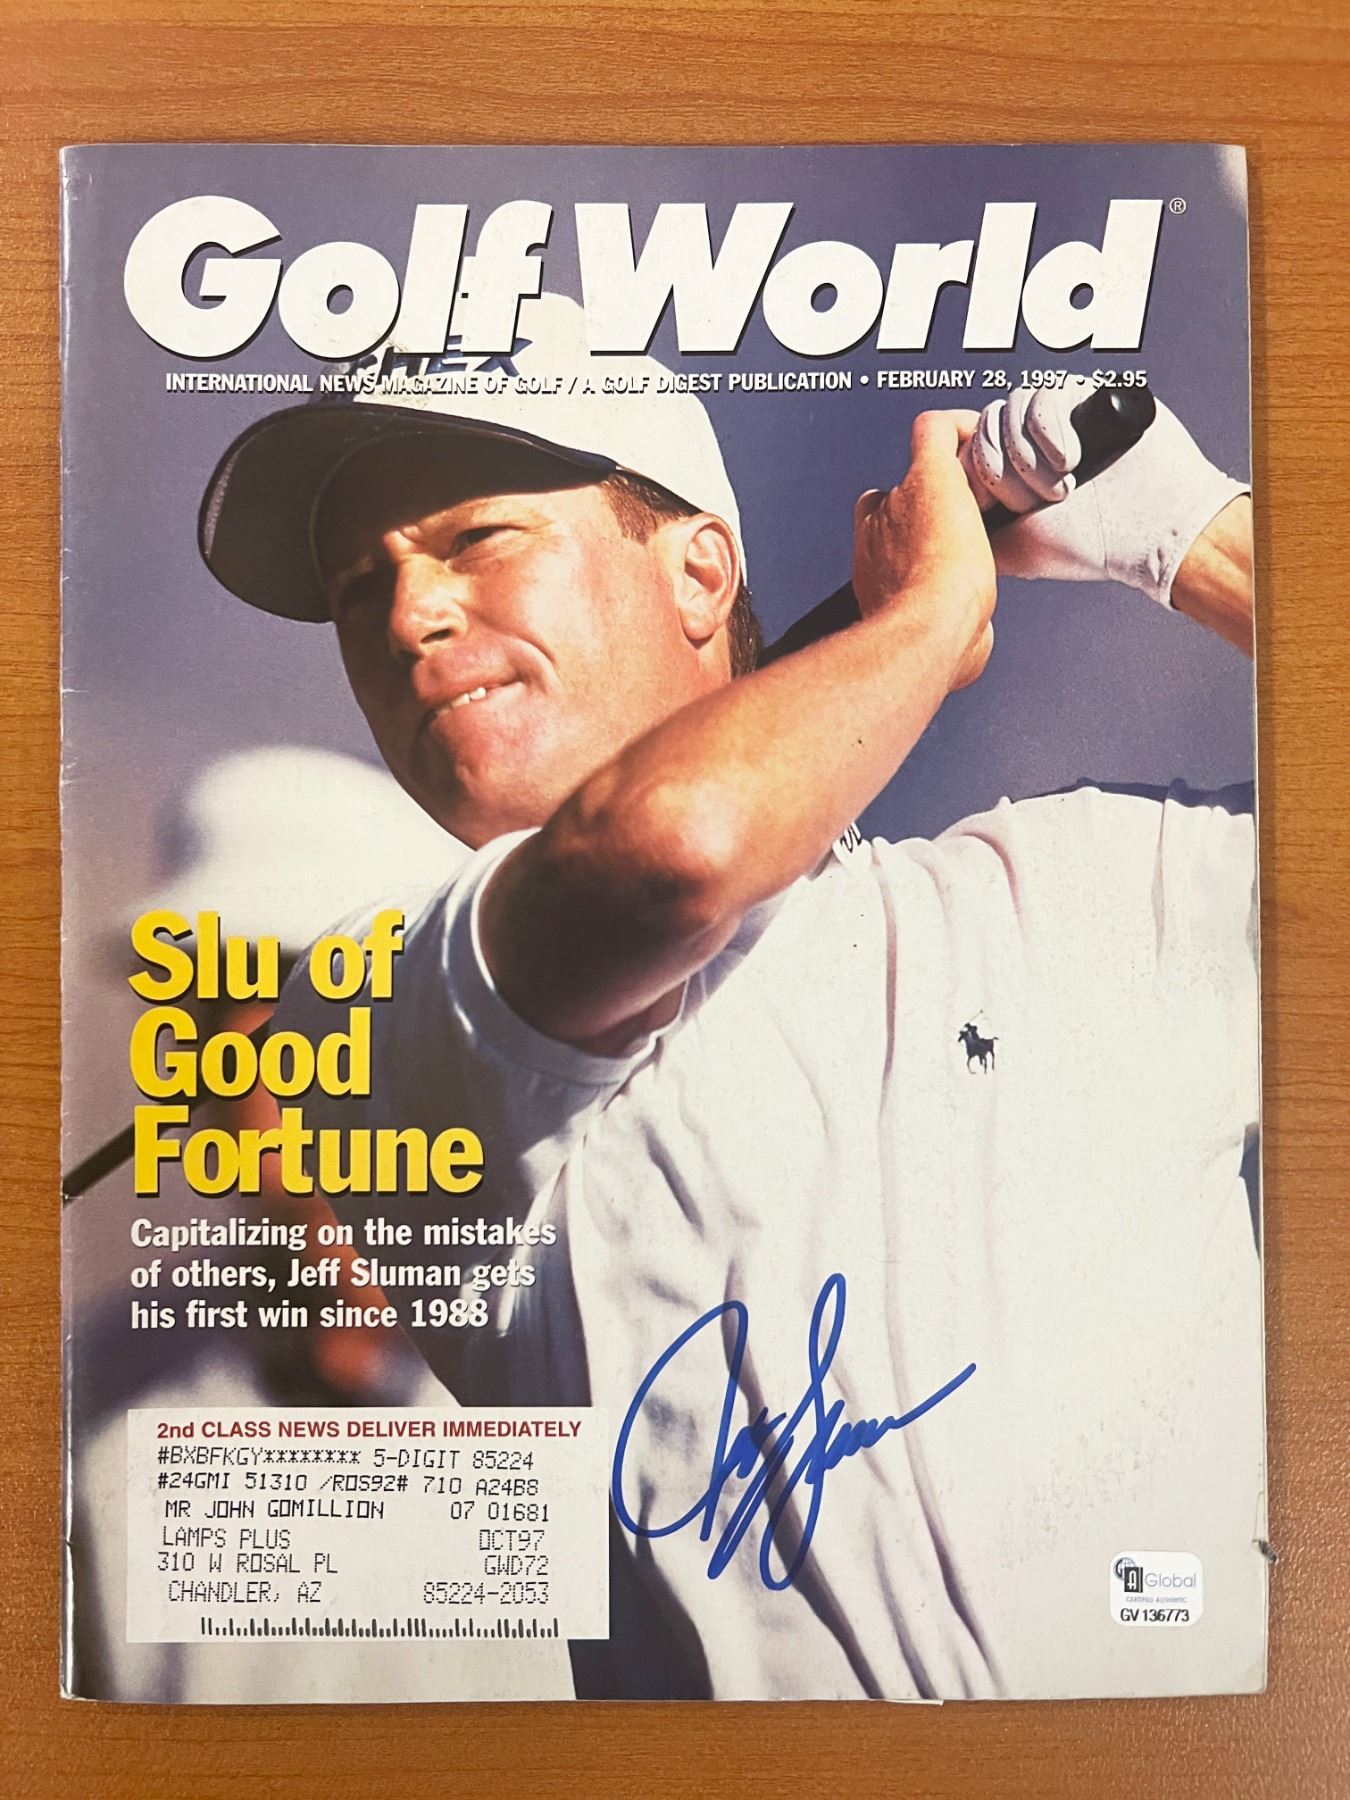 Golf World®
INTERNATIONAL NEWS MAGAZINE OF GOLF / A GOLF DIGEST PUBLICATION • FEBRUARY 28, 1997 • $2.95
Slu of
Good
Fortune
Capitalizing on the mistakes
of others, Jeff Sluman gets
his first win since 1988
2nd CLASS NEWS DELIVER IMMEDIATELY
#BXBFKGY******** 5-DIGIT 85224
#24GMI 51310 /ROS92# 710 A24B8
MR JOHN GOMILLION 07 01681
LAMPS PLUS OCT97
310 W ROSAL PL GWD72
CHANDLER, AZ 85224-2053
GA Global
CERTIFIED AUTHENTIC
GV 136773